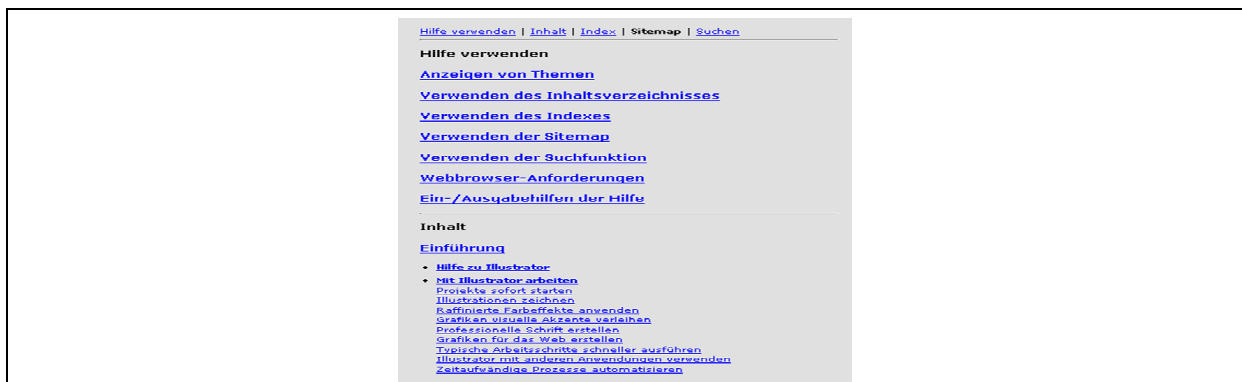 Hilfe verwenden | Inhalt | Index | Sitemap | Suchen
Hilfe verwenden
Anzeigen von Themen
Verwenden des Inhaltsverzeichnisses
Verwenden des Indexes
Verwenden der Sitemap
Verwenden der Suchfunktion
Webbrowser-Anforderungen
Ein-/Ausgabehilfen der Hilfe
Inhalt
Einführung
• Hilfe zu Illustrator
• Mit Illustrator arbeiten
Projekte sofort starten
Illustrationen zeichnen
Raffinierte Farbeffekte anwenden
Grafiken visuelle Akzente verleihen
Professionelle Schrift erstellen
Grafiken für das Web erstellen
Typische Arbeitsschritte schneller ausführen
Illustrator mit anderen Anwendungen verwenden
Zeitaufwändige Prozesse automatisieren